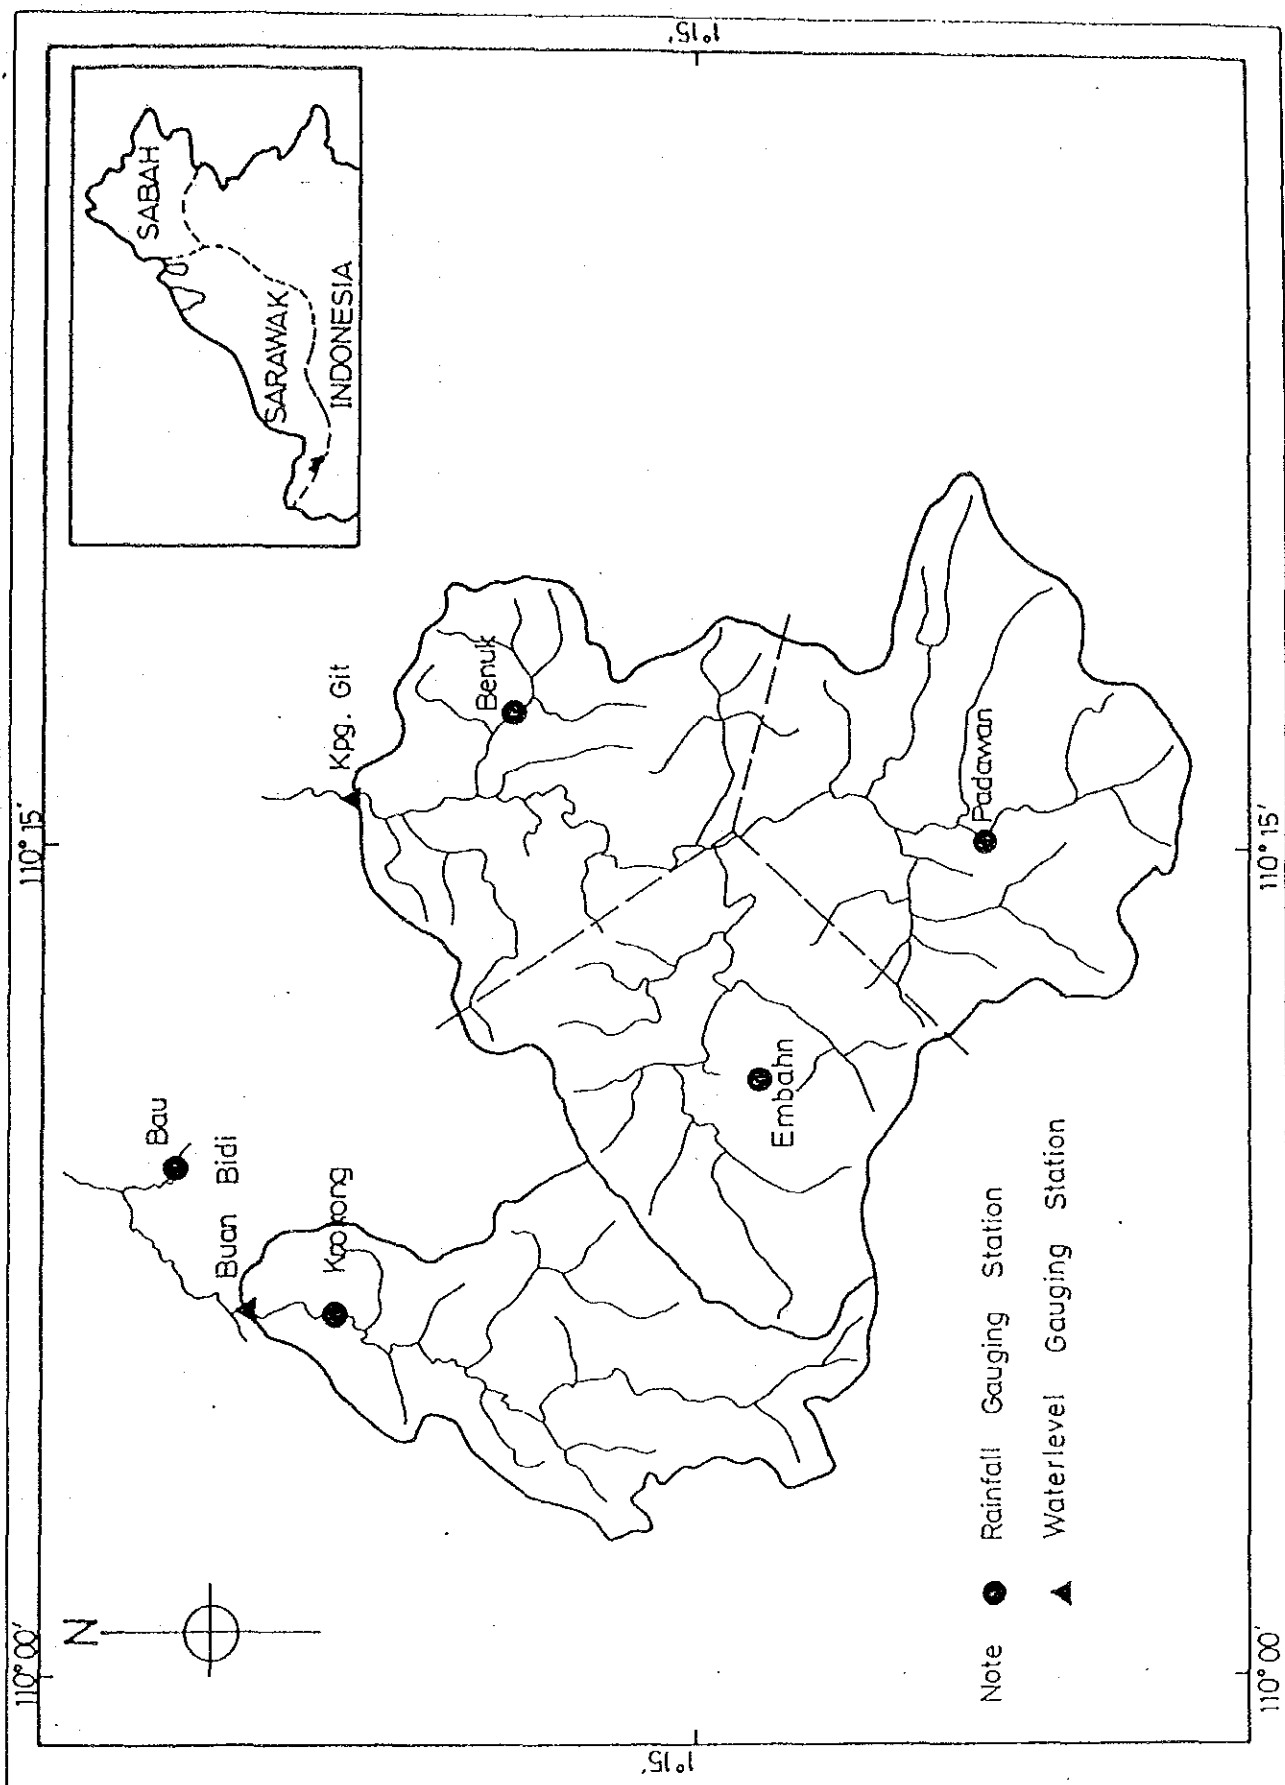 110° 00'
110° 15'
N
SABAH
SARAWAK
INDONESIA
Kpg. Git
Bau
Buan Bidi
Benuk
Krokong
1° 15'
1° 15'
Embahn
Padawan
Note
Rainfall Gauging Station
Waterlevel Gauging Station
110° 00'
110° 15'